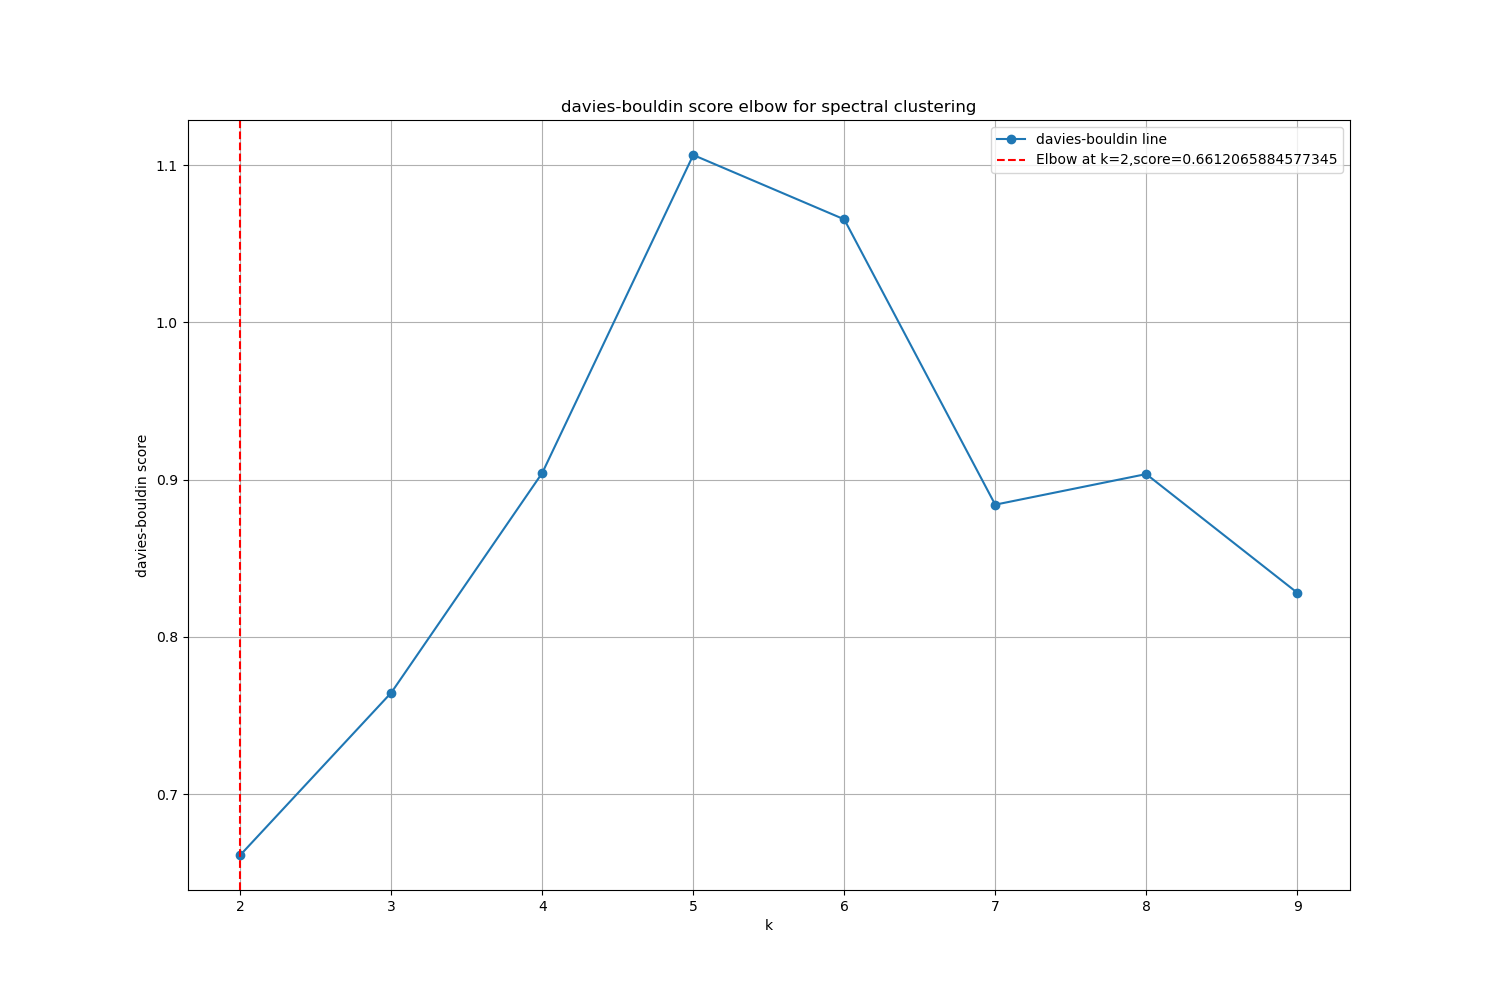 davies-bouldin score elbow for spectral clustering
davies-bouldin line
Elbow at k=2,score=0.6612065884577345
davies-bouldin score
1.1
1.0
0.9
0.8
0.7
2 3 4 5 6 7 8 9
k